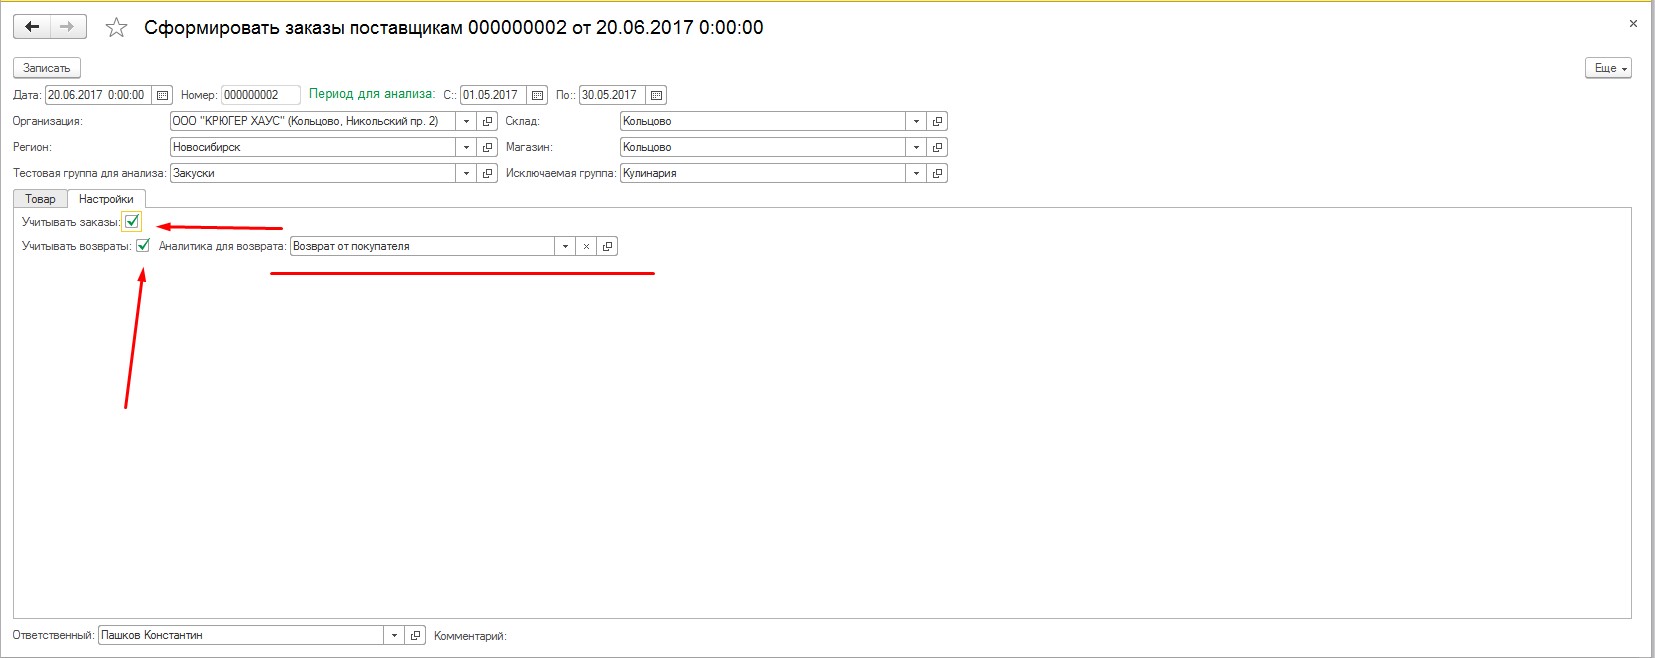 Сформировать заказы поставщикам 000000002 от 20.06.2017 0:00:00
Записать Еще
Дата: 20.06.2017 0:00:00 Номер: 000000002 Период для анализа: С:: 01.05.2017 По:: 30.05.2017
Организация: ООО "КРЮГЕР ХАУС" (Кольцово, Никольский пр. 2) Склад: Кольцово
Регион: Новосибирск Магазин: Кольцово
Тестовая группа для анализа: Закуски Исключаемая группа: Кулинария
Товар Настройки
Учитывать заказы:
Учитывать возвраты: Аналитика для возврата: Возврат от покупателя
Ответственный: Пашков Константин Комментарий: